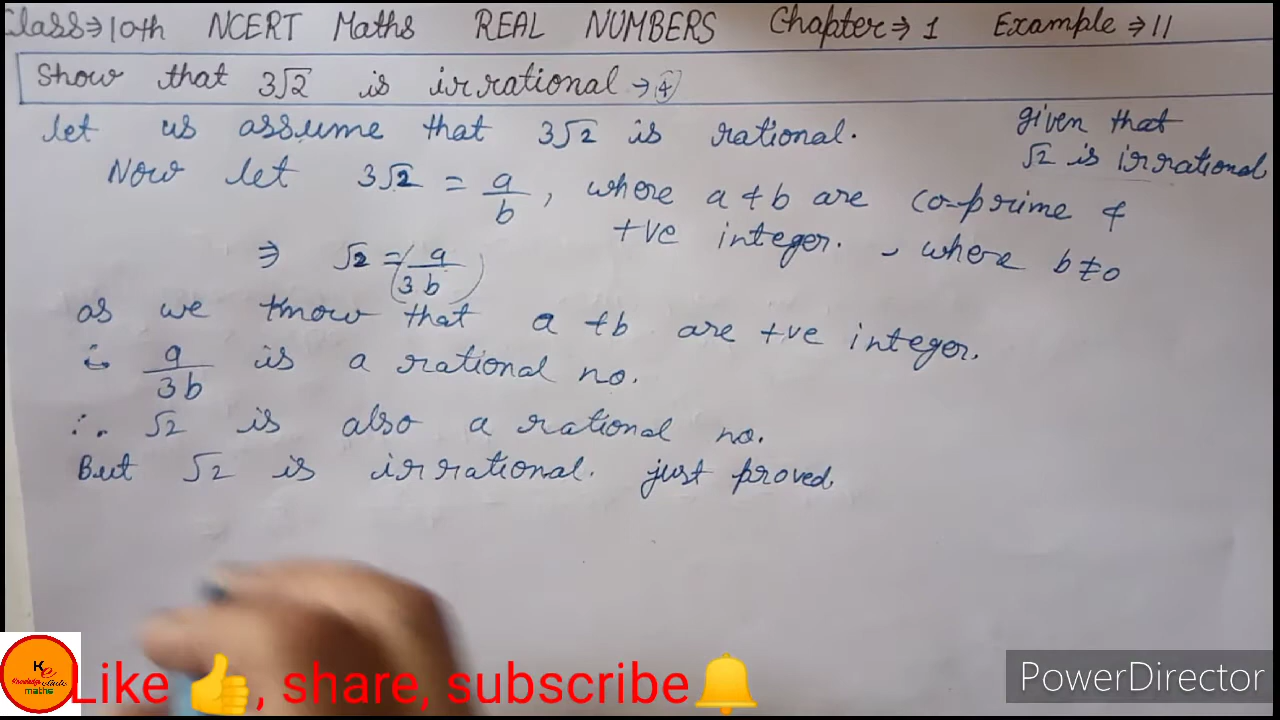 Class⇒10th NCERT Maths REAL NUMBERS Chapter⇒ 1 Example ⇒ 11
Show that 3√2 is irrational → (4)
given that
√2 is irrational
let us assume that 3√2 is rational.
Now let 3√2 = a/b, where a + b are co-prime &
+ve integer. , where b≠0
⇒ √2 = (a/3b)
as we know that a + b are +ve integer.
∴ a/3b is a rational no.
∴ √2 is also a rational no.
But √2 is irrational. just proved.
Ke
Knowledge
maths
Like 👍, share, subscribe🔔
PowerDirector